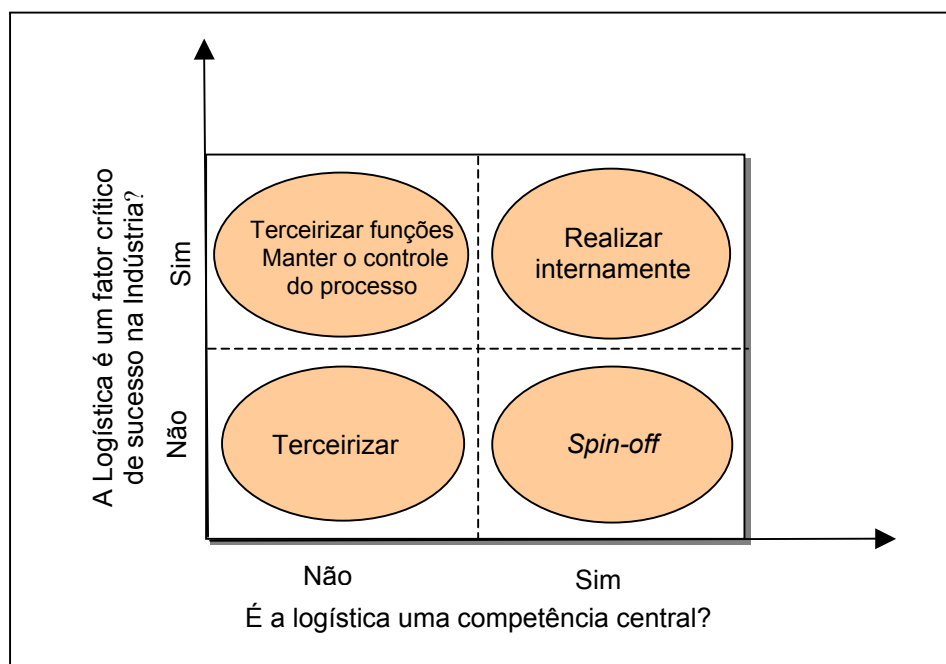 A Logística é um fator crítico
de sucesso na Indústria?
Sim
Terceirizar funções
Manter o controle
do processo
Realizar
internamente
Não
Terceirizar
Spin-off
Não
Sim
É a logística uma competência central?